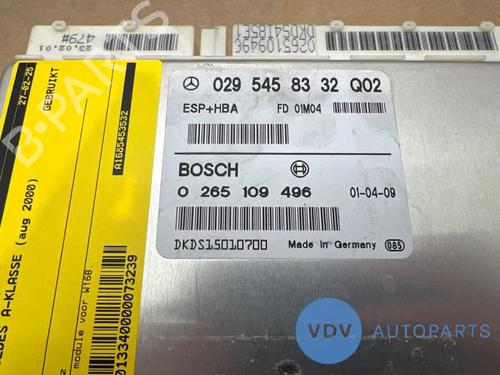 479#
23.02.01
0265109496
DKDS4185E1
029 545 83 32 Q02
ESP+HBA FD 01M04
BOSCH
0 265 109 496 01-04-09
DKDS15010700 Made in Germany 085
27-02-25
GEBRUIKT
A1685453532
A-KLASSE (aug 2000)
module voor W168.
VDV AUTOPARTS